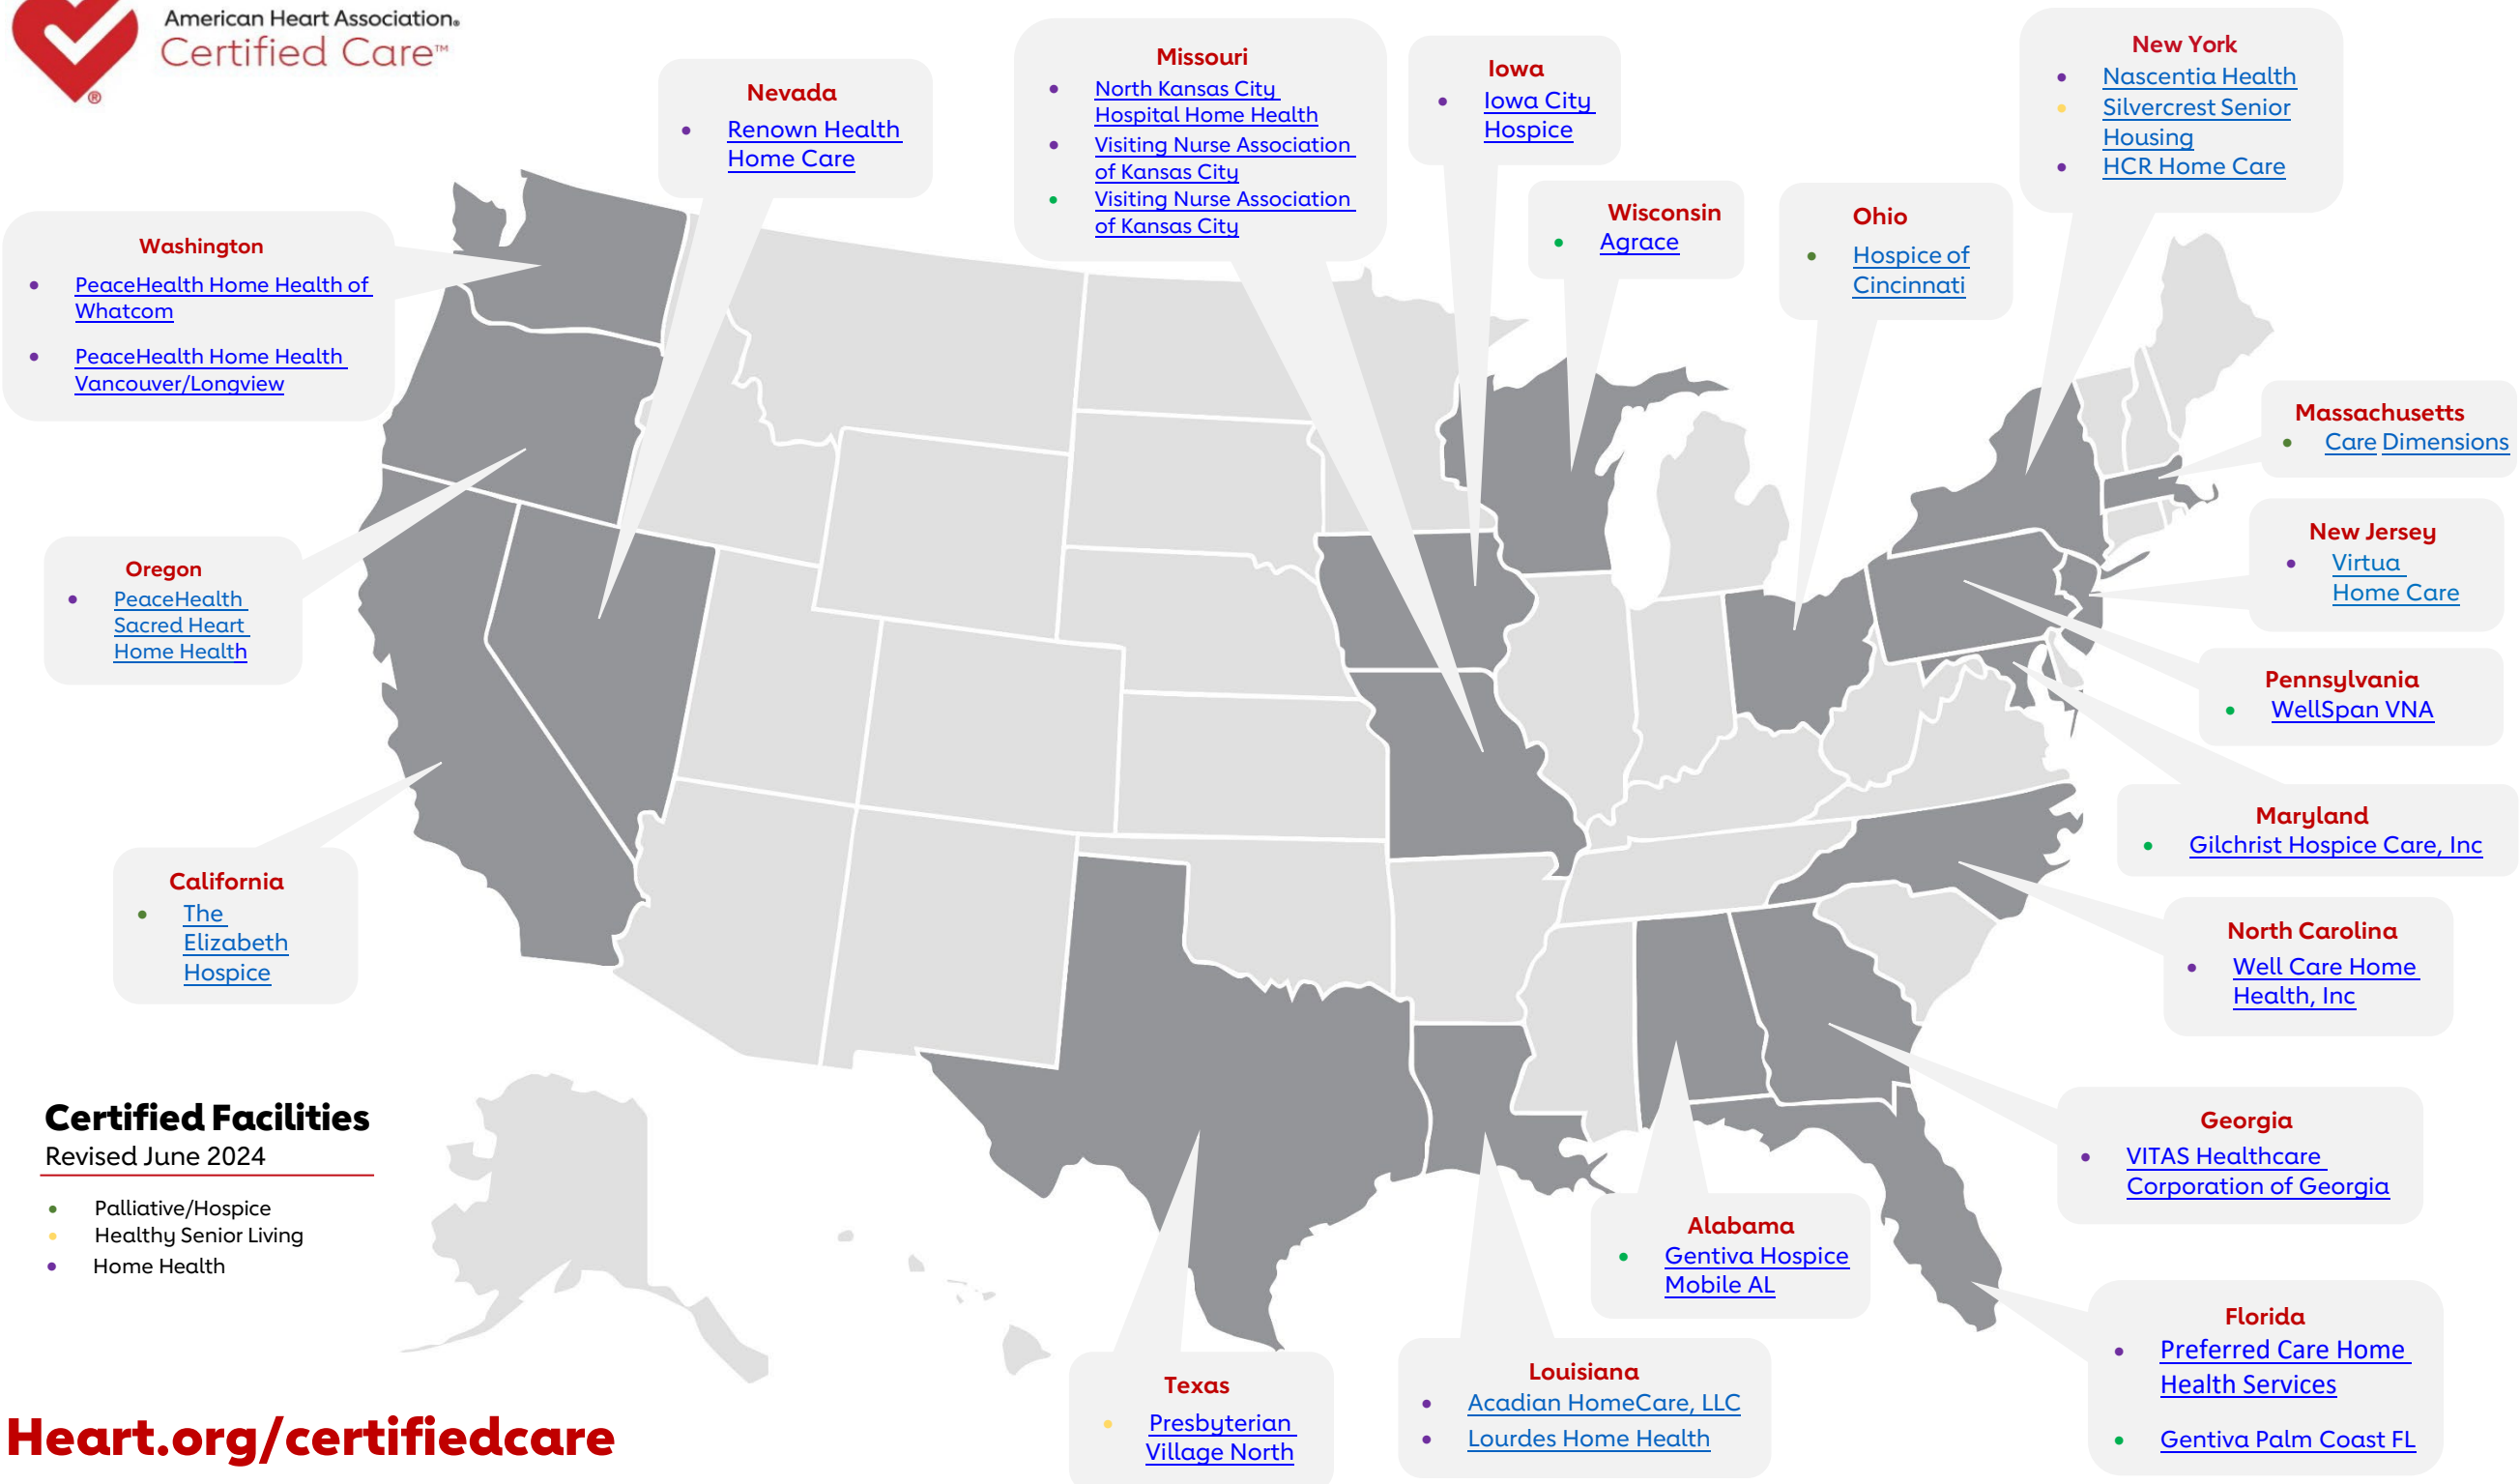 American Heart Association®
Certified Care™
®
Nevada
• Renown Health
Home Care
Missouri
• North Kansas City
Hospital Home Health
• Visiting Nurse Association
of Kansas City
• Visiting Nurse Association
of Kansas City
Iowa
• Iowa City
Hospice
New York
• Nascentia Health
• Silvercrest Senior
Housing
• HCR Home Care
Wisconsin
• Agrace
Ohio
• Hospice of
Cincinnati
Washington
• PeaceHealth Home Health of
Whatcom
• PeaceHealth Home Health
Vancouver/Longview
Massachusetts
• Care Dimensions
New Jersey
• Virtua
Home Care
Oregon
• PeaceHealth
Sacred Heart
Home Health
Pennsylvania
• WellSpan VNA
Maryland
• Gilchrist Hospice Care, Inc
California
• The
Elizabeth
Hospice
North Carolina
• Well Care Home
Health, Inc
Georgia
• VITAS Healthcare
Corporation of Georgia
Certified Facilities
Revised June 2024
• Palliative/Hospice
• Healthy Senior Living
• Home Health
Alabama
• Gentiva Hospice
Mobile AL
Florida
• Preferred Care Home
Health Services
• Gentiva Palm Coast FL
Texas
• Presbyterian
Village North
Louisiana
• Acadian HomeCare, LLC
• Lourdes Home Health
Heart.org/certifiedcare